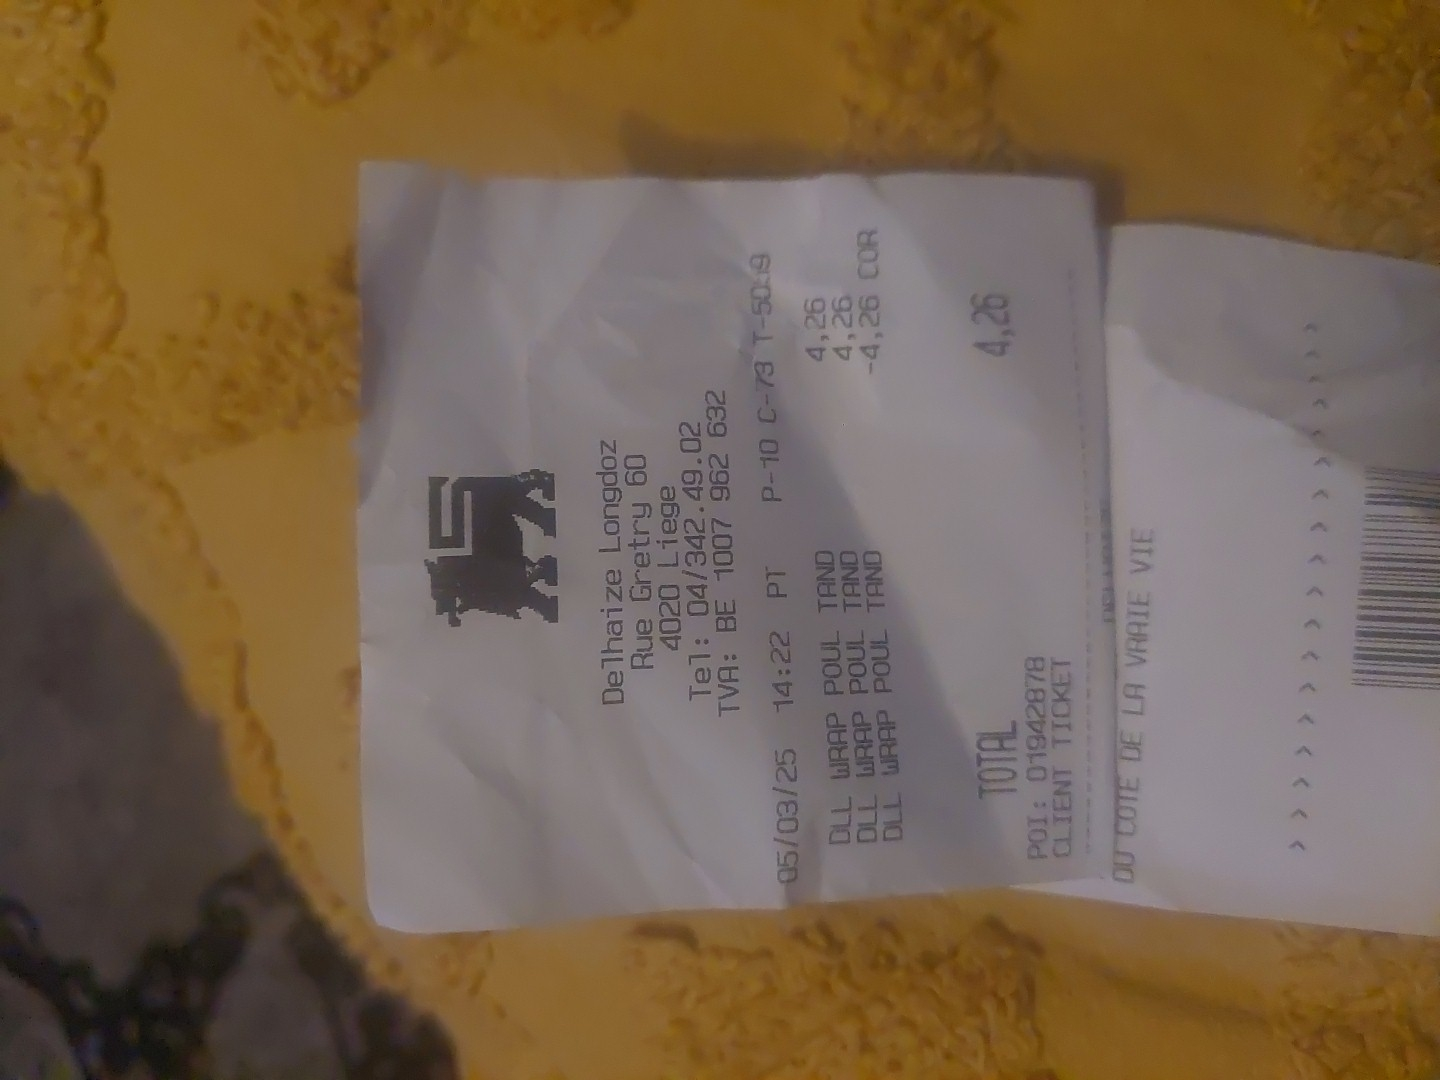 Delhaize Longdoz
Rue Gretry 60
4020 Liege
Tel: 04/342.49.02
TVA: BE 1007 962 632
05/03/25 14:22 PT P-10 C-73
DLL WRAP POUL TAND 4,26
DLL WRAP POUL TAND 4,26
DLL WRAP POUL TAND -4,26 COR
TOTAL 4,26
POI: 01942878
CLIENT TICKET
DU COTE DE LA VRAIE VIE
> > > > > > > > > > >